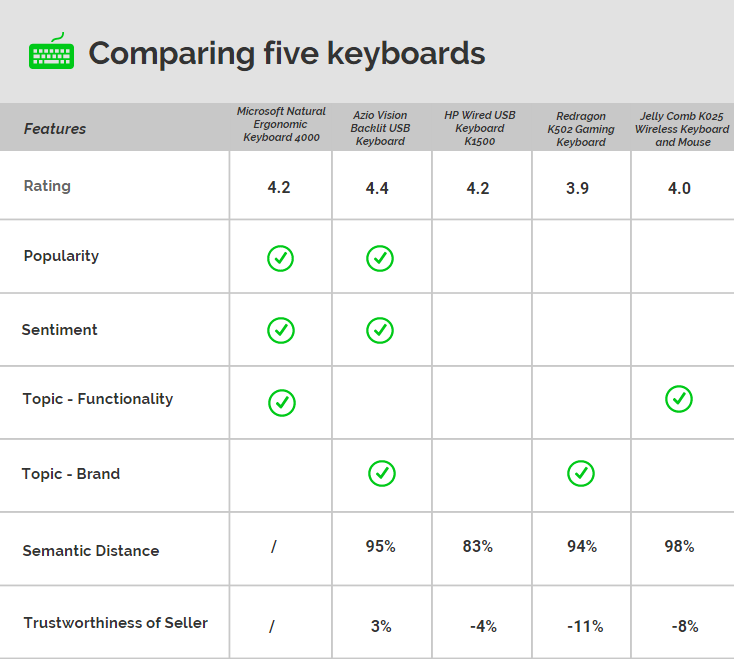 Comparing five keyboards
Features
Microsoft Natural
Ergonomic
Keyboard 4000
Azio Vision
Backlit USB
Keyboard
HP Wired USB
Keyboard
K1500
Redragon
K502 Gaming
Keyboard
Jelly Comb K025
Wireless Keyboard
and Mouse
Rating 4.2 4.4 4.2 3.9 4.0
Popularity
Sentiment
Topic - Functionality
Topic - Brand
Semantic Distance / 95% 83% 94% 98%
Trustworthiness of Seller / 3% -4% -11% -8%